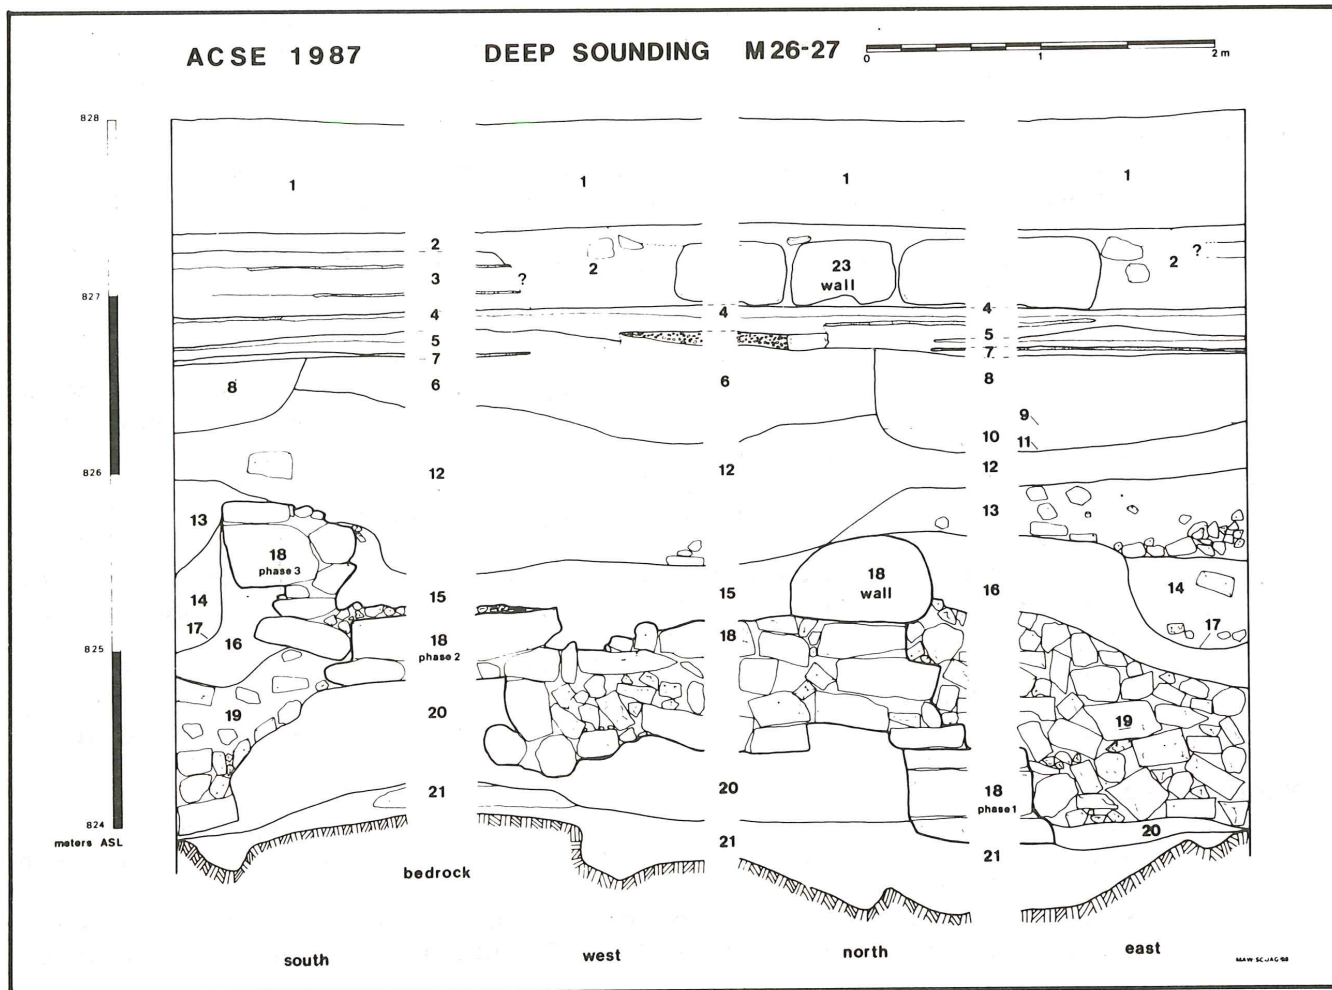 ACSE 1987 DEEP SOUNDING M 26-27
0 1 2 m
828
1 1 1 1
2 2 23 wall 2 ?
3 ?
827
4 4 4
5 5
7 7
8 6 6 8
9
10 11
826
12 12 12
13 13
18 phase 3 18 wall
14 15 15 16 14
17 17
16 18 phase 2 18
825
19 20 19
21 20 18 phase 1
824
meters ASL
20
21 21
bedrock
south west north east